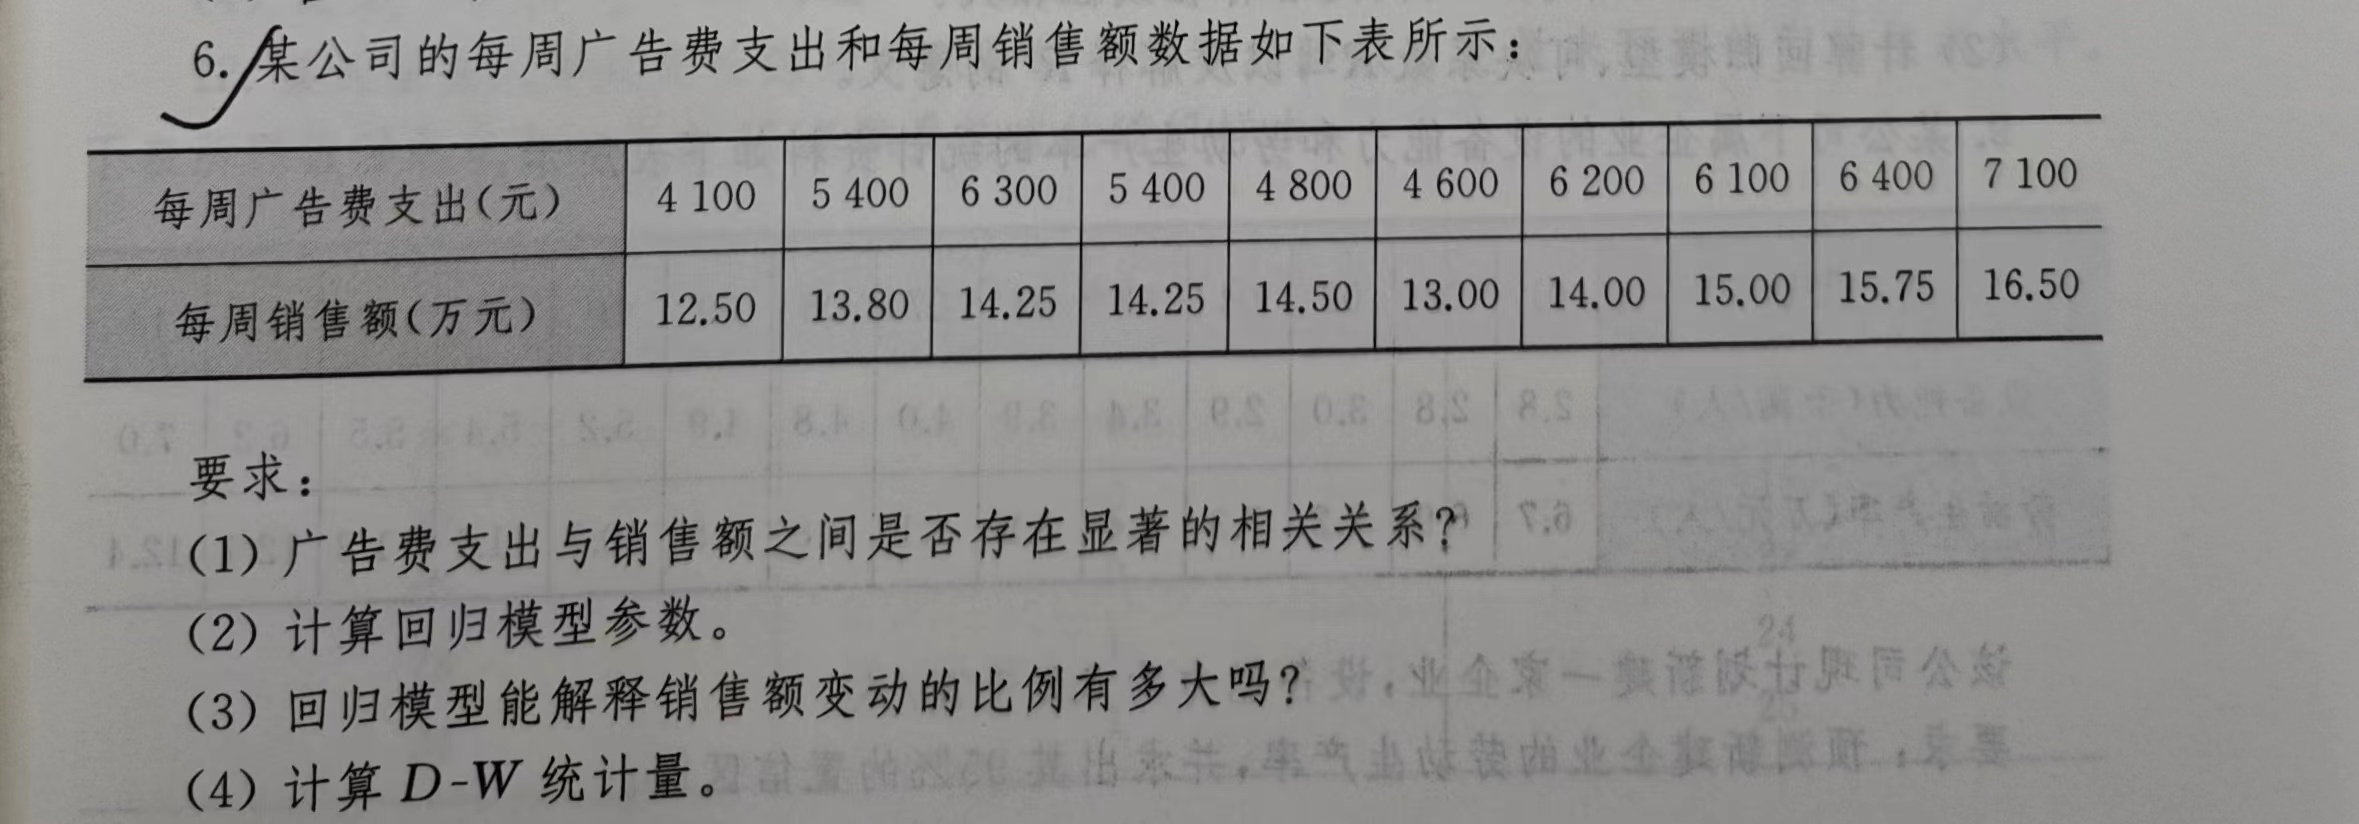 6. 某公司的每周广告费支出和每周销售额数据如下表所示：
每周广告费支出(元) 4 100 5 400 6 300 5 400 4 800 4 600 6 200 6 100 6 400 7 100
每周销售额(万元) 12.50 13.80 14.25 14.25 14.50 13.00 14.00 15.00 15.75 16.50
要求：
(1) 广告费支出与销售额之间是否存在显著的相关关系?
(2) 计算回归模型参数。
(3) 回归模型能解释销售额变动的比例有多大吗?
(4) 计算 D-W 统计量。